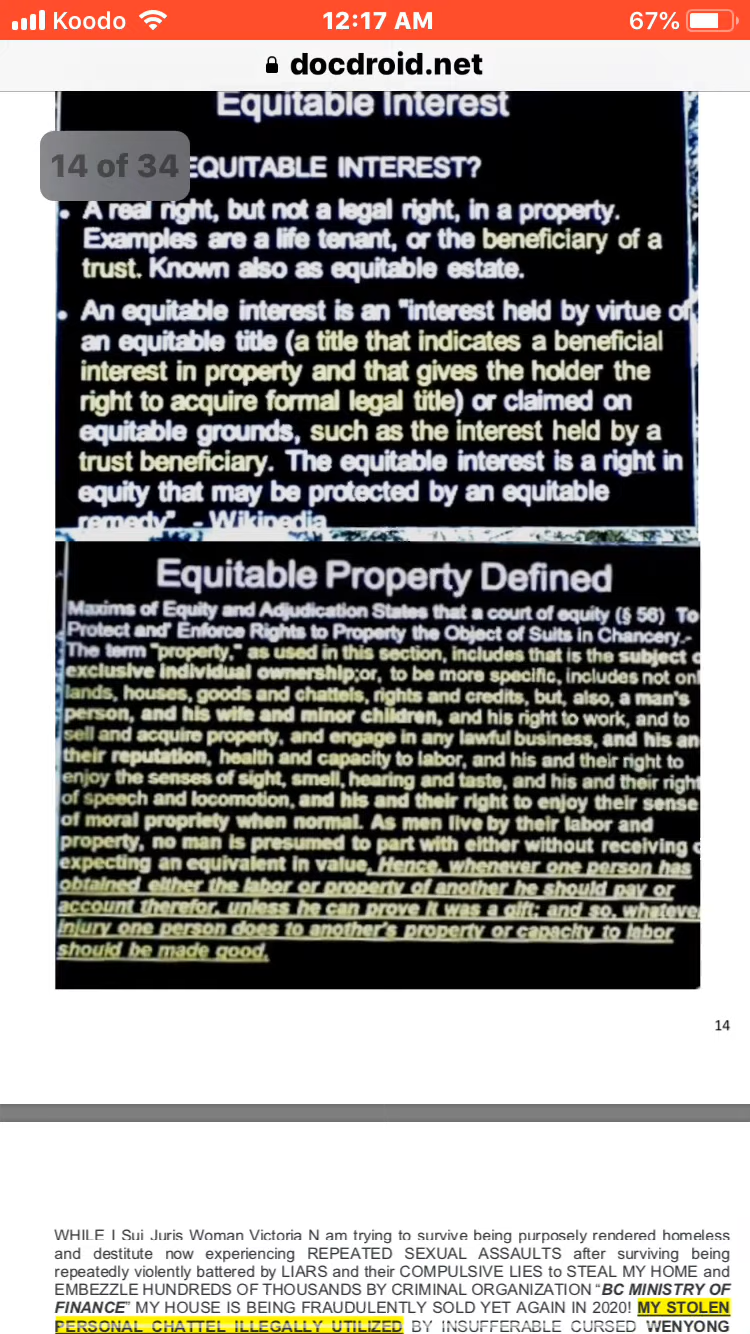 Koodo
12:17 AM
67%
docdroid.net
Equitable Interest
14 of 34
EQUITABLE INTEREST?
• A real right, but not a legal right, in a property.
Examples are a life tenant, or the beneficiary of a
trust. Known also as equitable estate.
• An equitable interest is an "interest held by virtue of
an equitable title (a title that indicates a beneficial
interest in property and that gives the holder the
right to acquire formal legal title) or claimed on
equitable grounds, such as the interest held by a
trust beneficiary. The equitable interest is a right in
equity that may be protected by an equitable
remedy" - Wikipedia
Equitable Property Defined
Maxims of Equity and Adjudication States that a court of equity (§ 56) To
Protect and Enforce Rights to Property the Object of Suits in Chancery.-
The term "property," as used in this section, includes that is the subject
exclusive individual ownership;or, to be more specific, includes not
lands, houses, goods and chattels, rights and credits, but, also, a man's
person, and his wife and minor children, and his right to work, and to
sell and acquire property, and engage in any lawful business, and his
their reputation, health and capacity to labor, and his and their right to
enjoy the senses of sight, smell, hearing and taste, and his and their right
of speech and locomotion, and his and their right to enjoy their sense
of moral propriety when normal. As men live by their labor and
property, no man is presumed to part with either without receiving
expecting an equivalent in value. Hence, whenever one person has
obtained either the labor or property of another he should pay or
account therefor, unless he can prove it was a gift; and so, whateve
injury one person does to another's property or capacity to labor
should be made good.
14
WHILE I Sui Juris Woman Victoria N am trying to survive being purposely rendered homeless
and destitute now experiencing REPEATED SEXUAL ASSAULTS after surviving being
repeatedly violently battered by LIARS and their COMPULSIVE LIES to STEAL MY HOME and
EMBEZZLE HUNDREDS OF THOUSANDS BY CRIMINAL ORGANIZATION "BC MINISTRY OF
FINANCE" MY HOUSE IS BEING FRAUDULENTLY SOLD YET AGAIN IN 2020! MY STOLEN
PERSONAL CHATTEL ILLEGALLY UTILIZED BY INSUFFERABLE CURSED WENYONG